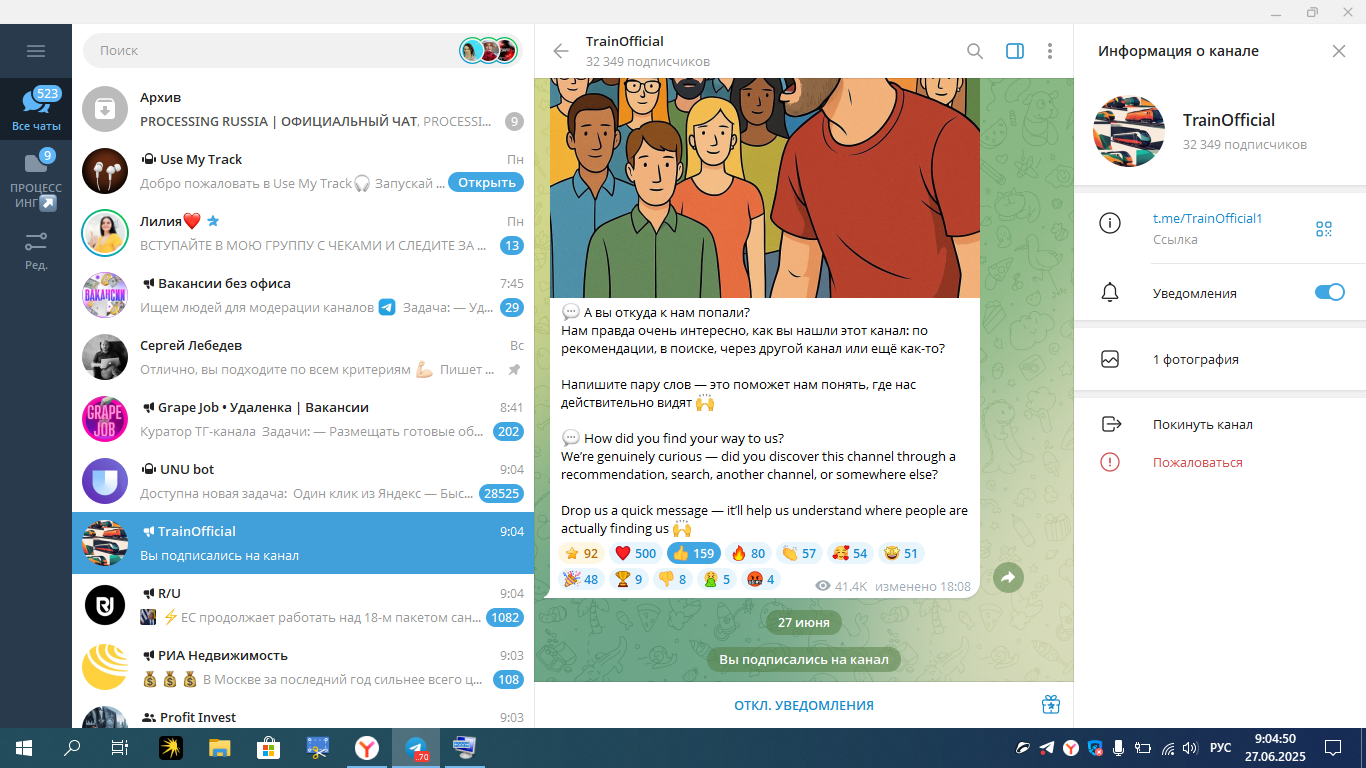 Поиск
523
Все чаты
9
ПРОЦЕСС
ИНГ
Ред.
Архив
PROCESSING RUSSIA | ОФИЦИАЛЬНЫЙ ЧАТ, PROCESSI...
9
Use My Track
Пн
Добро пожаловать в Use My Track🎧 Запускай ...
Открыть
Лилия❤️
Пн
ВСТУПАЙТЕ В МОЮ ГРУППУ С ЧЕКАМИ И СЛЕДИТЕ ЗА ...
13
ВАКАНСИИ
Вакансии без офиса
7:45
Ищем людей для модерации каналов Задача: — Уд...
29
Сергей Лебедев
Вс
Отлично, вы подходите по всем критериям 💪🏻 Пишет ...
GRAPE
JOB
Grape Job • Удаленка | Вакансии
8:41
Куратор ТГ-канала Задачи: — Размещать готовые об...
202
UNU bot
9:04
Доступна новая задача: Один клик из Яндекс — Быс...
28525
TrainOfficial
9:04
Вы подписались на канал
R/U
9:04
⚡ЕС продолжает работать над 18-м пакетом сан...
1082
РИА Недвижимость
9:03
💰 💰 💰 В Москве за последний год сильнее всего ц...
108
Profit Invest
9:03
TrainOfficial
32 349 подписчиков
💬 А вы откуда к нам попали?
Нам правда очень интересно, как вы нашли этот канал: по
рекомендации, в поиске, через другой канал или ещё как-то?
Напишите пару слов — это поможет нам понять, где нас
действительно видят 🙌
💬 How did you find your way to us?
We're genuinely curious — did you discover this channel through a
recommendation, search, another channel, or somewhere else?
Drop us a quick message — it'll help us understand where people are
actually finding us 🙌
⭐ 92 ❤️ 500 👍 159 🔥 80 👏 57 🥰 54 🤩 51
🎉 48 🏆 9 👎 8 🤮 5 🤬 4
41.4K изменено 18:08
27 июня
Вы подписались на канал
ОТКЛ. УВЕДОМЛЕНИЯ
Информация о канале
TrainOfficial
32 349 подписчиков
t.me/TrainOfficial1
Ссылка
Уведомления
1 фотография
Покинуть канал
Пожаловаться
..70
РУС
9:04:50
27.06.2025